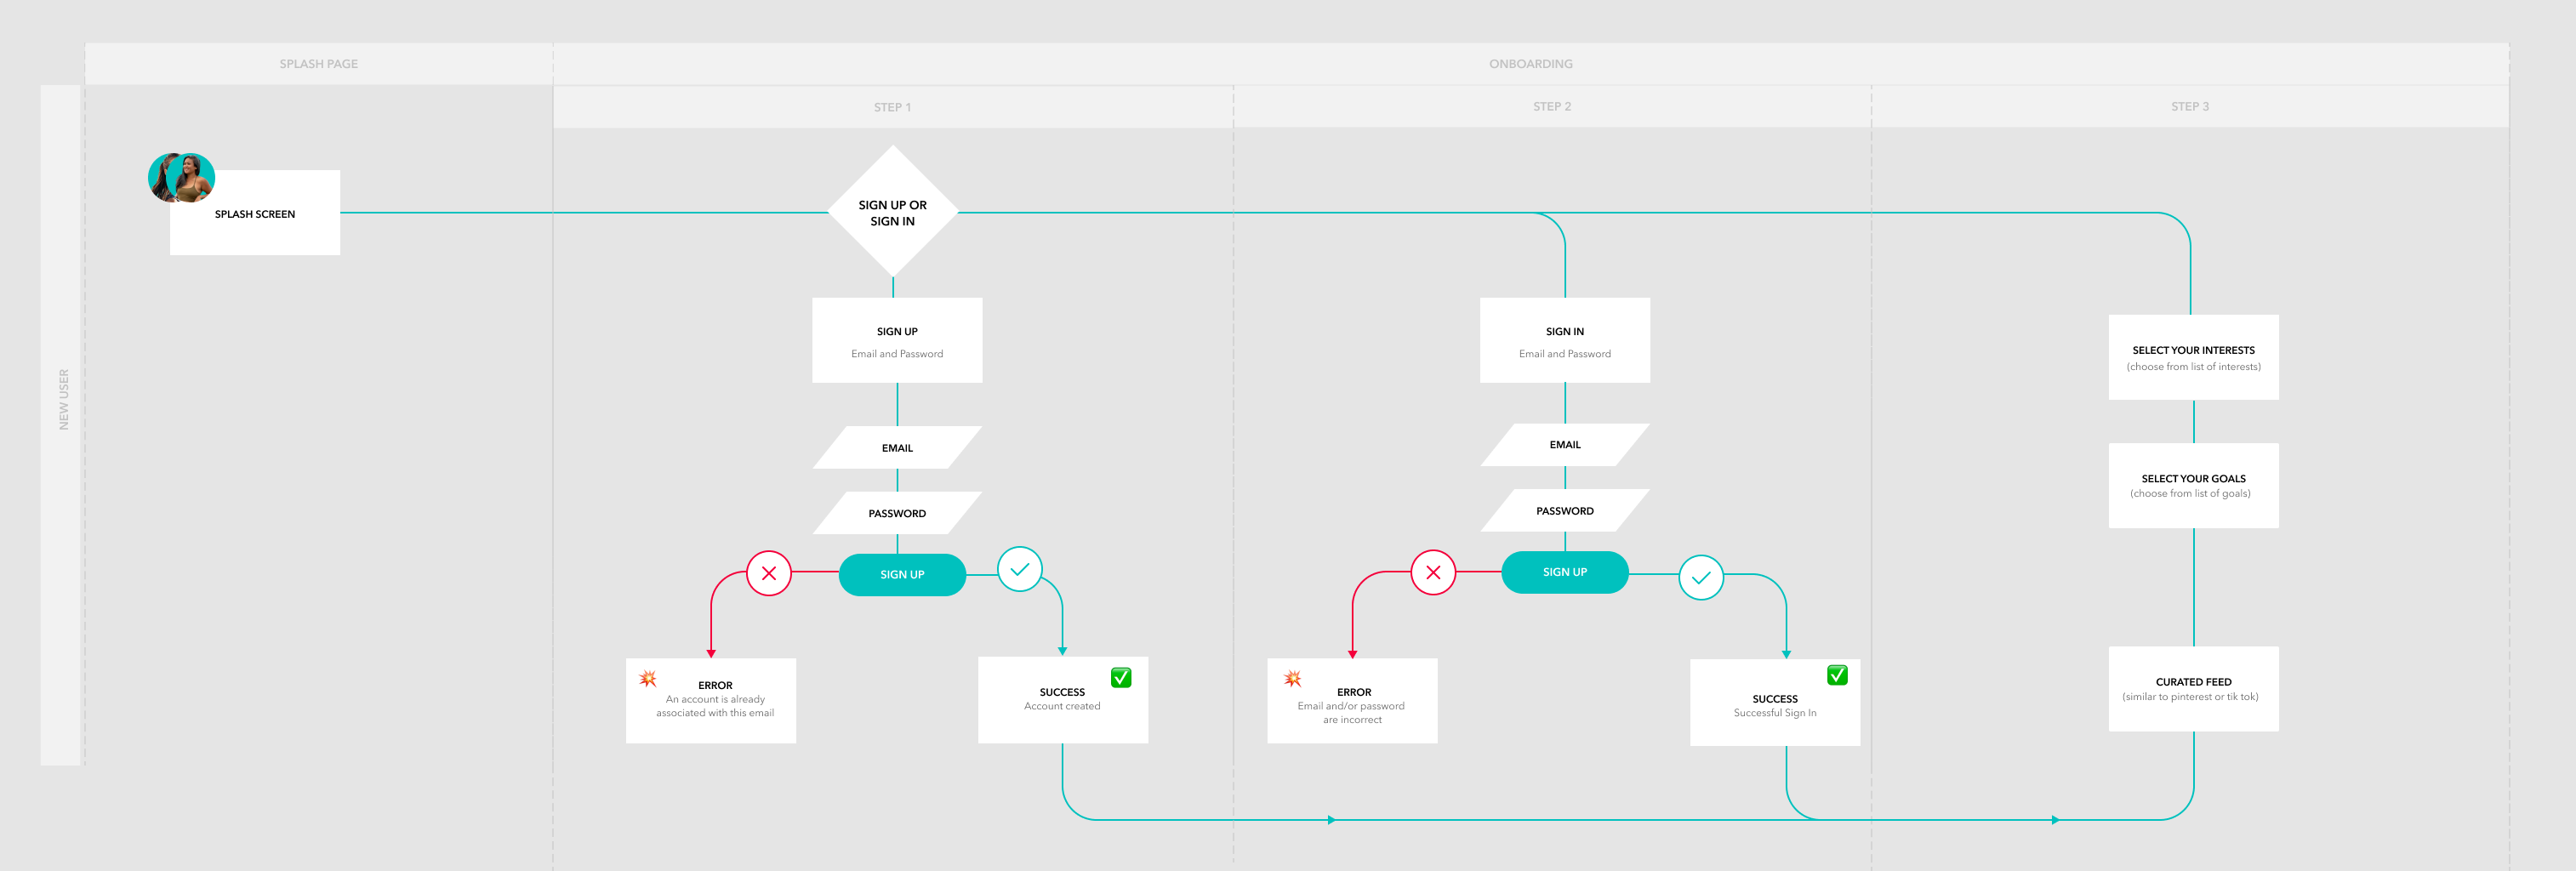 SPLASH PAGE
ONBOARDING
STEP 1
STEP 2
STEP 3
NEW USER
SPLASH SCREEN
SIGN UP OR
SIGN IN
SIGN UP
Email and Password
EMAIL
PASSWORD
SIGN UP
ERROR
An account is already
associated with this email
SUCCESS
Account created
SIGN IN
Email and Password
EMAIL
PASSWORD
SIGN UP
ERROR
Email and/or password
are incorrect
SUCCESS
Successful Sign In
SELECT YOUR INTERESTS
(choose from list of interests)
SELECT YOUR GOALS
(choose from list of goals)
CURATED FEED
(similar to pinterest or tik tok)